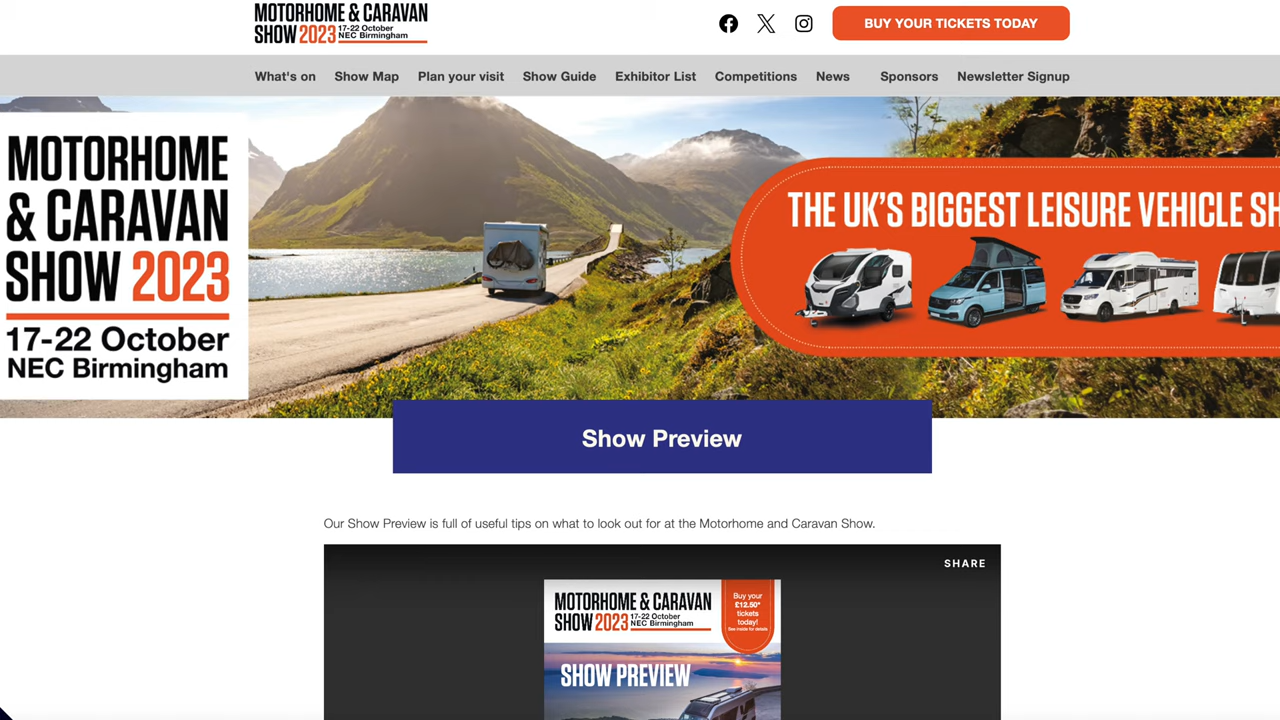 MOTORHOME & CARAVAN
SHOW 2023 17-22 October
NEC Birmingham
BUY YOUR TICKETS TODAY
What's on Show Map Plan your visit Show Guide Exhibitor List Competitions News Sponsors Newsletter Signup
MOTORHOME
& CARAVAN
SHOW 2023
17-22 October
NEC Birmingham
THE UK'S BIGGEST LEISURE VEHICLE SH
Show Preview
Our Show Preview is full of useful tips on what to look out for at the Motorhome and Caravan Show.
SHARE
MOTORHOME & CARAVAN
SHOW 2023 17-22 October
NEC Birmingham
Buy your
£12.50*
tickets
today!
See inside for details
SHOW PREVIEW